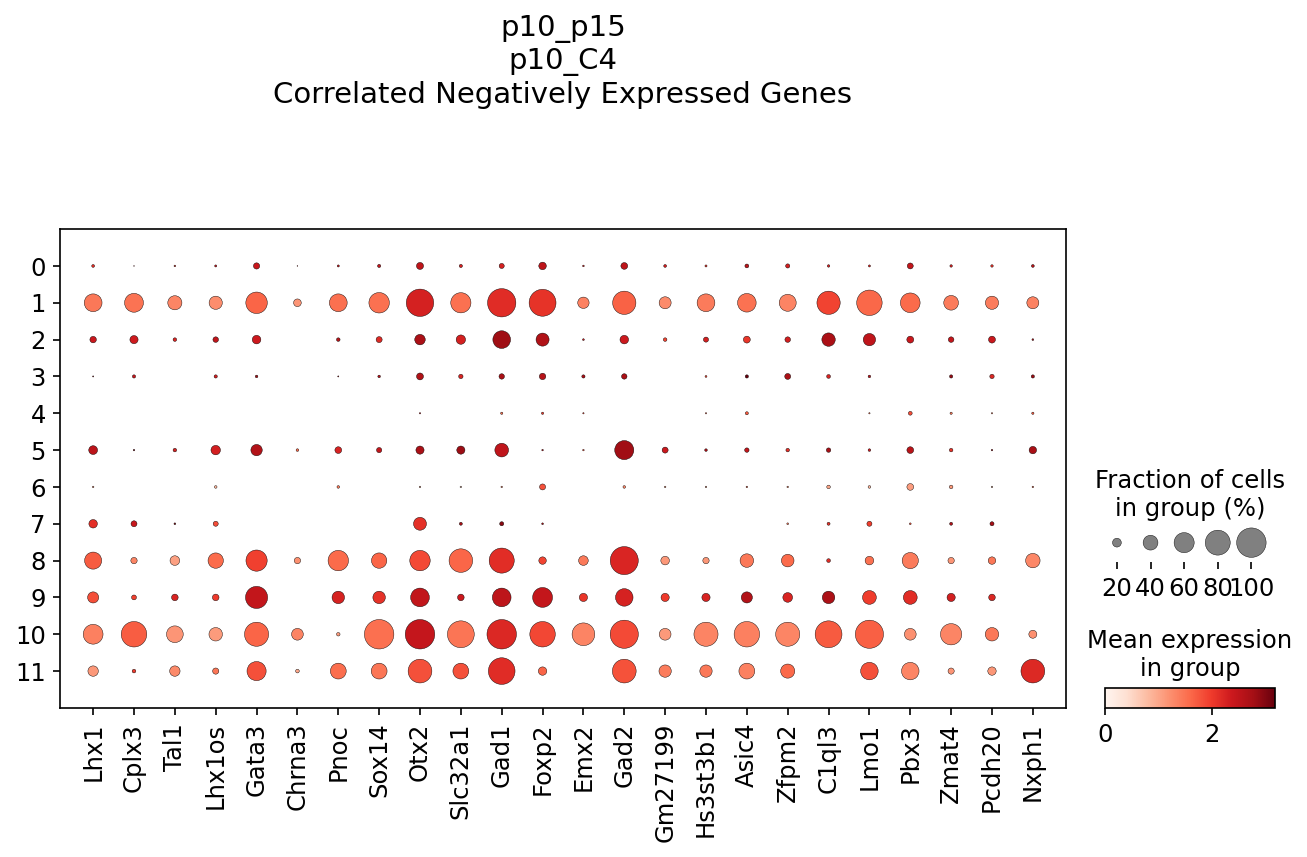 p10_p15
p10_C4
Correlated Negatively Expressed Genes
0
1
2
3
4
5
6
7
8
9
10
11
Lhx1
Cplx3
Tal1
Lhx1os
Gata3
Chrna3
Pnoc
Sox14
Otx2
Slc32a1
Gad1
Foxp2
Emx2
Gad2
Gm27199
Hs3st3b1
Asic4
Zfpm2
C1ql3
Lmo1
Pbx3
Zmat4
Pcdh20
Nxph1
Fraction of cells
in group (%)
20 40 60 80 100
Mean expression
in group
0 2